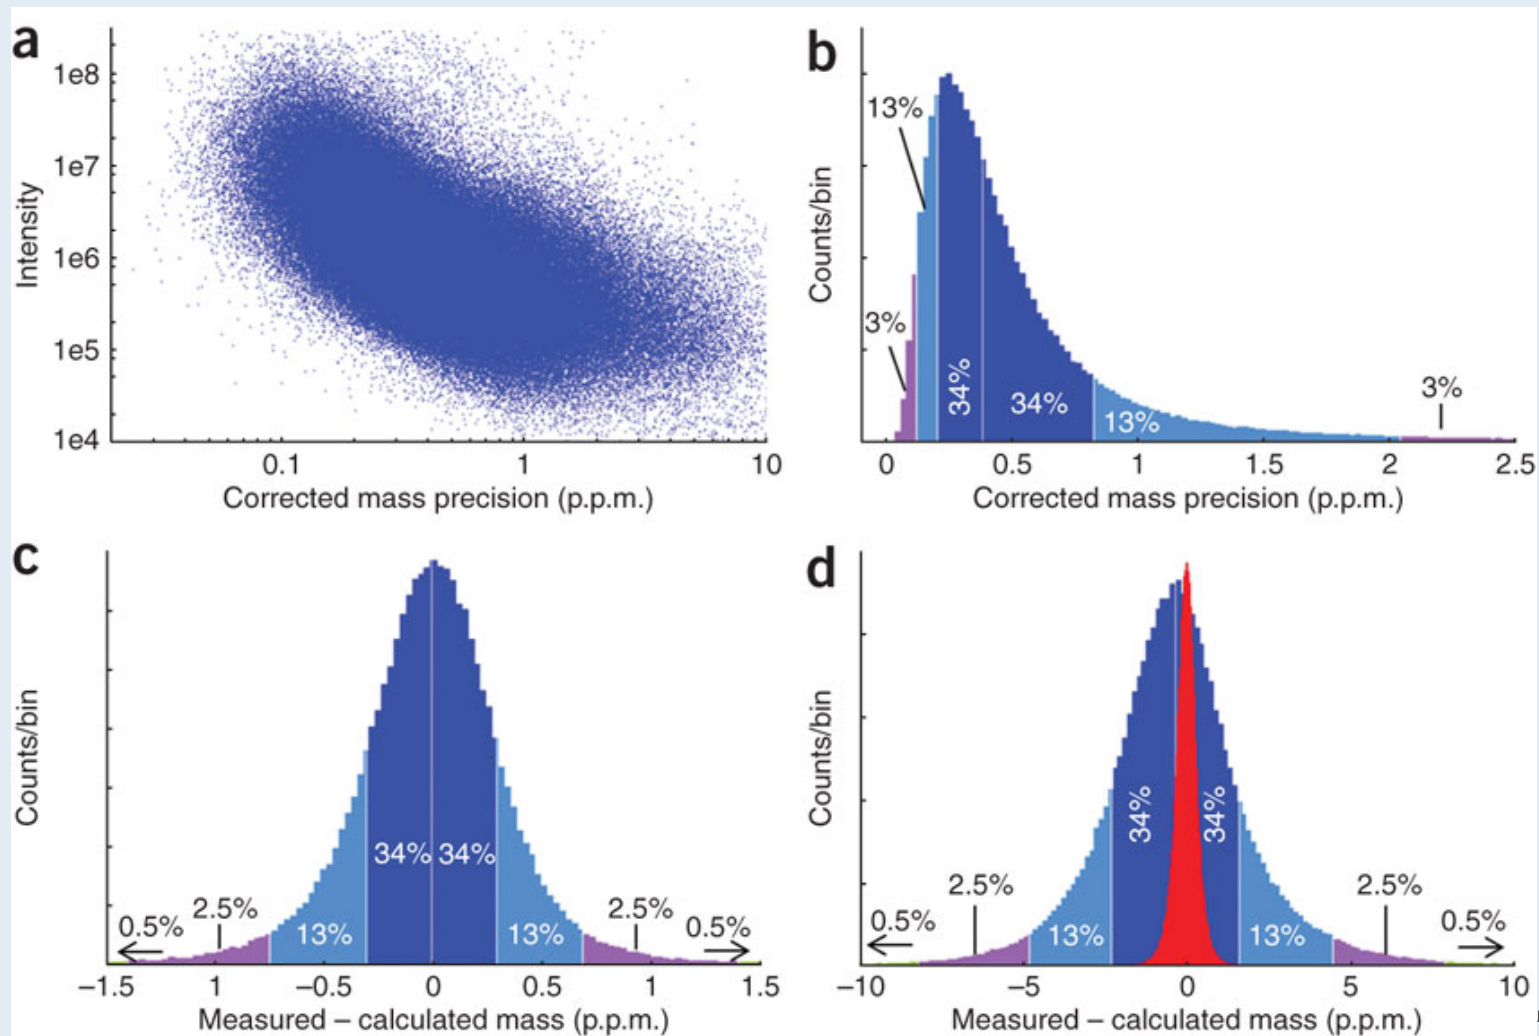 a
1e8
1e7
1e6
1e5
1e4
Intensity
0.1 1 10
Corrected mass precision (p.p.m.)
b
13%
3%
34%
34%
13%
3%
Counts/bin
0 0.5 1 1.5 2 2.5
Corrected mass precision (p.p.m.)
c
Counts/bin
0.5%
2.5%
13%
34% 34%
13%
2.5%
0.5%
–1.5 1 –0.5 0 0.5 1 1.5
Measured – calculated mass (p.p.m.)
d
Counts/bin
0.5%
2.5%
13%
34%
34%
13%
2.5%
0.5%
–10 –5 0 5 10
Measured – calculated mass (p.p.m.)